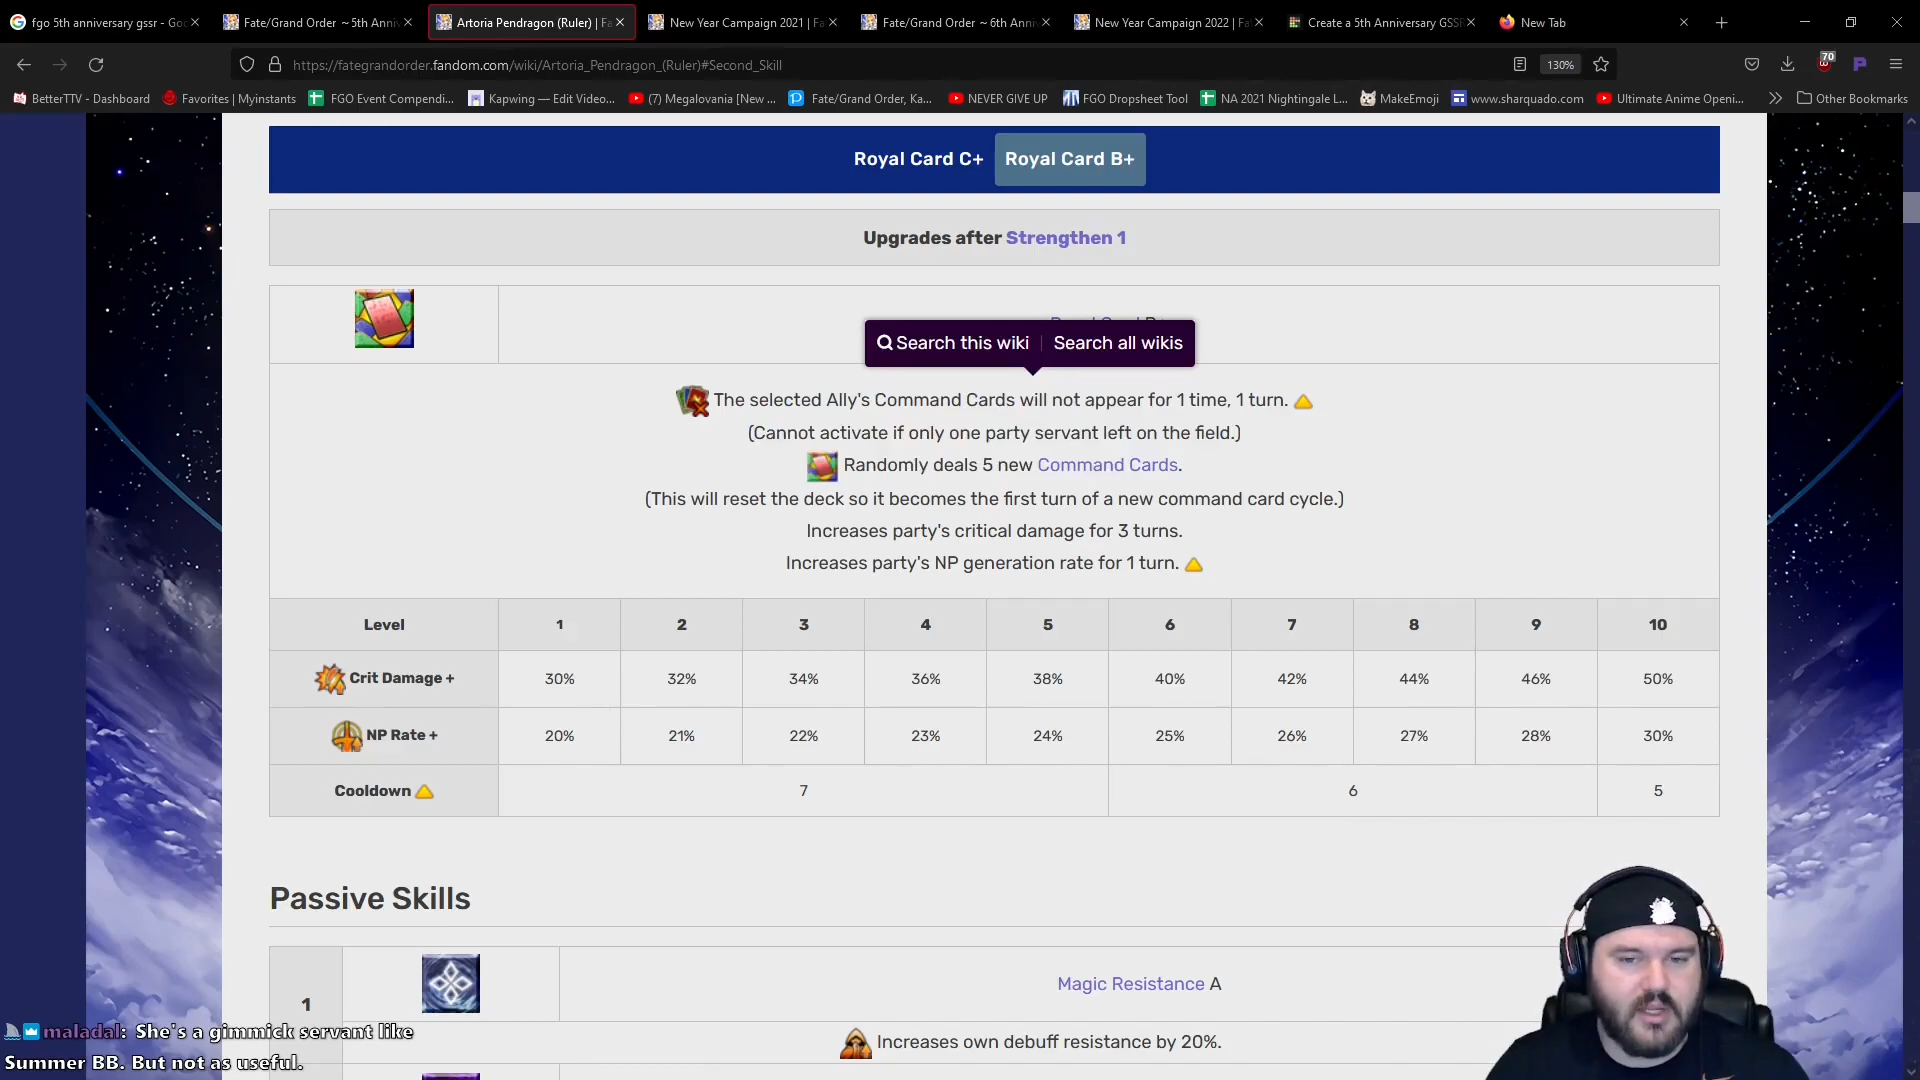 fgo 5th anniversary gssr - Goo
Fate/Grand Order ~5th Anniv
Artoria Pendragon (Ruler) | Fa
New Year Campaign 2021 | Fa
Fate/Grand Order ~6th Anniv
New Year Campaign 2022 | Fat
Create a 5th Anniversary GSSR
New Tab
https://fategrandorder.fandom.com/wiki/Artoria_Pendragon_(Ruler)#Second_Skill
130%
70
BetterTTV - Dashboard
Favorites | Myinstants
FGO Event Compendi...
Kapwing — Edit Video...
(7) Megalovania [New ...
Fate/Grand Order, Ka...
NEVER GIVE UP
FGO Dropsheet Tool
NA 2021 Nightingale L...
MakeEmoji
www.sharquado.com
Ultimate Anime Openi...
Other Bookmarks
Royal Card C+ Royal Card B+
Upgrades after Strengthen 1
Search this wiki Search all wikis
The selected Ally's Command Cards will not appear for 1 time, 1 turn.
(Cannot activate if only one party servant left on the field.)
Randomly deals 5 new Command Cards.
(This will reset the deck so it becomes the first turn of a new command card cycle.)
Increases party's critical damage for 3 turns.
Increases party's NP generation rate for 1 turn.
Level 1 2 3 4 5 6 7 8 9 10
Crit Damage + 30% 32% 34% 36% 38% 40% 42% 44% 46% 50%
NP Rate + 20% 21% 22% 23% 24% 25% 26% 27% 28% 30%
Cooldown 7 6 5
Passive Skills
1
Magic Resistance A
Increases own debuff resistance by 20%.
maladal: She's a gimmick servant like
Summer BB. But not as useful.